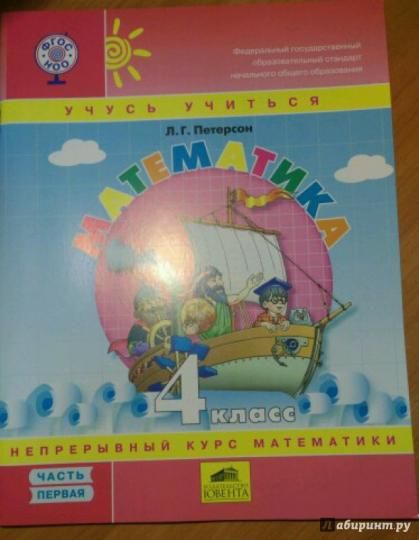 ФГОС
НОО
Федеральный государственный
образовательный стандарт
начального общего образования
УЧУСЬ УЧИТЬСЯ
Л. Г. Петерсон
МАТЕМАТИКА
4 класс
НЕПРЕРЫВНЫЙ КУРС МАТЕМАТИКИ
ЧАСТЬ
ПЕРВАЯ
ИЗДАТЕЛЬСТВО
ЮВЕНТА
Лабиринт.ру